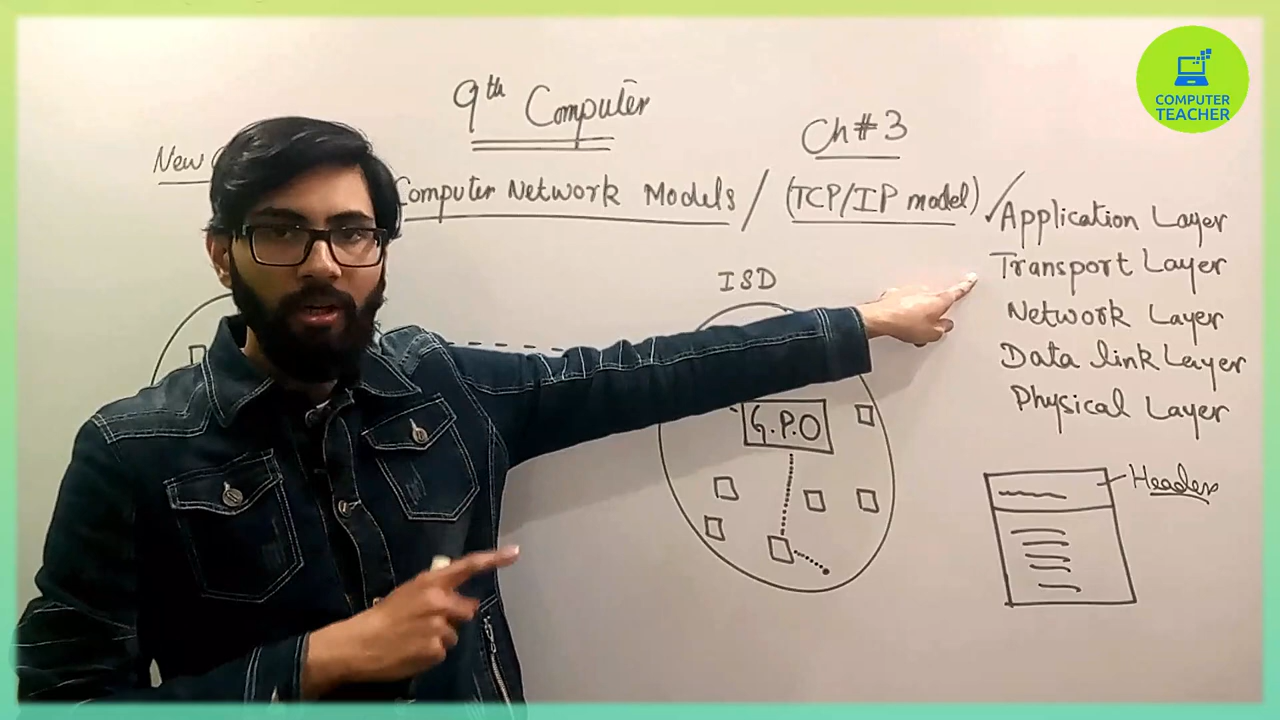 COMPUTER
TEACHER
9th Computer
Ch # 3
New
Computer Network Models / (TCP/IP model)
Application Layer
Transport Layer
Network Layer
Data link Layer
Physical Layer
ISD
G.P.O
Header